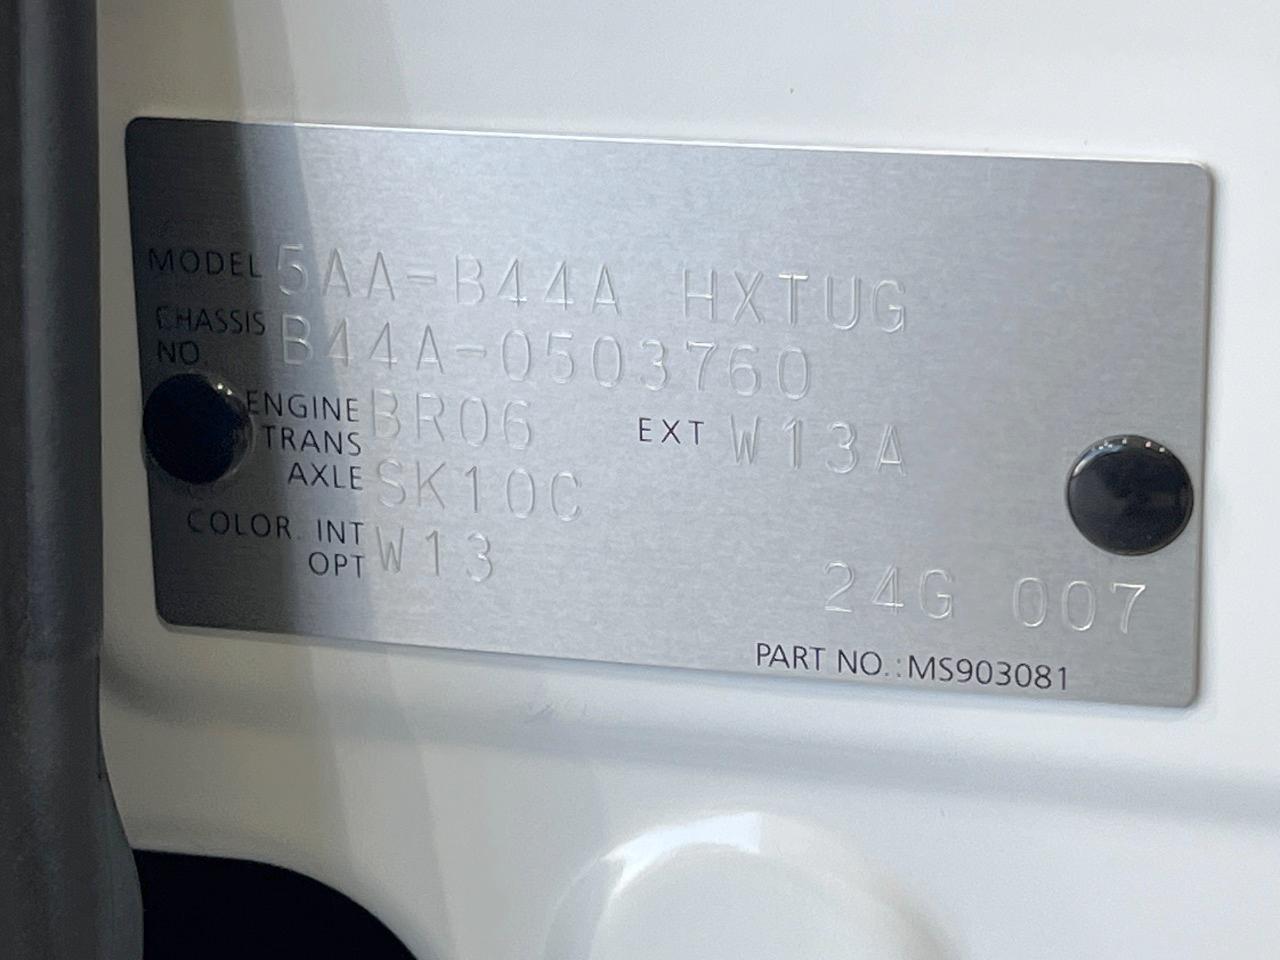 MODEL 5AA-B44A HXTUG
CHASSIS NO. B44A-0503760
ENGINE BR06 EXT W13A
TRANS AXLE SK10C
COLOR. INT W13
OPT
24G 007
PART NO.:MS903081